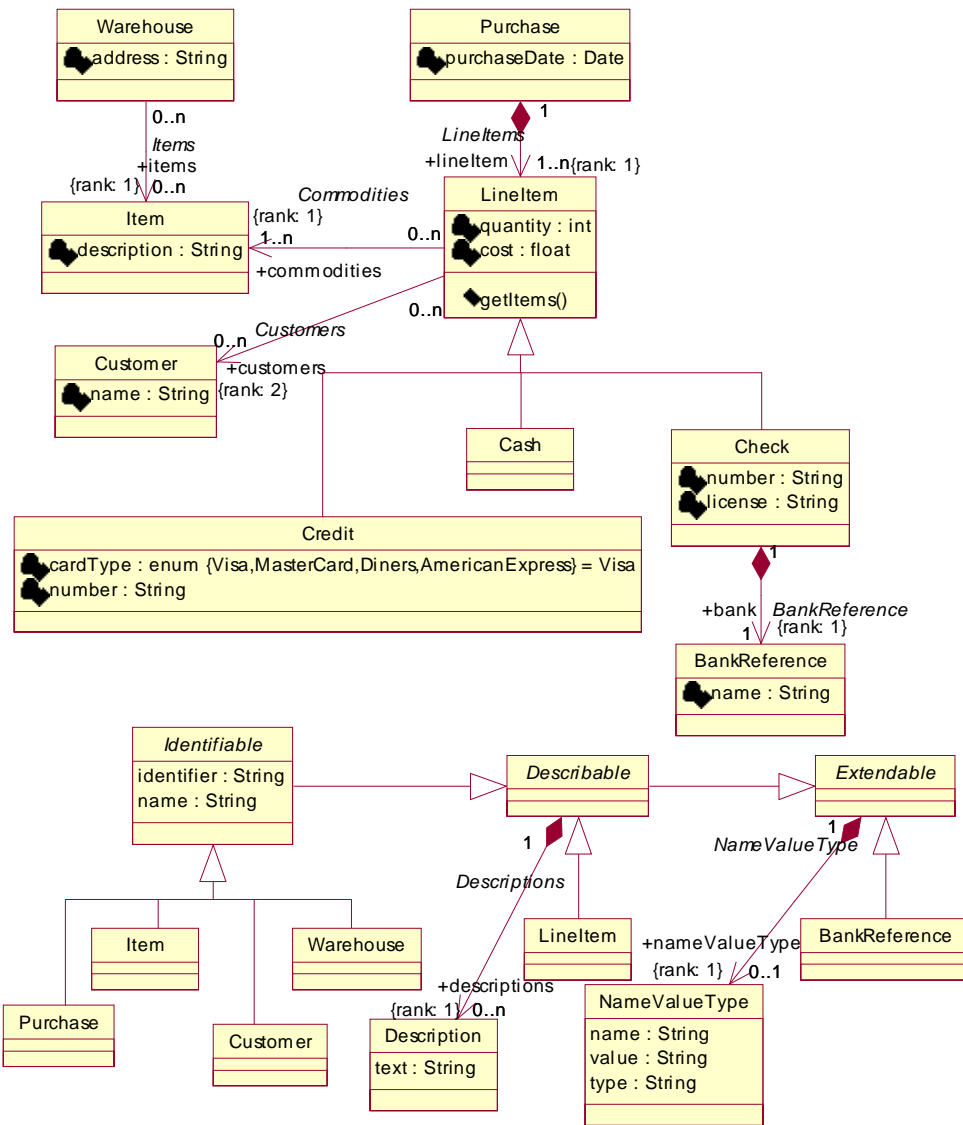 Warehouse
address : String
Purchase
purchaseDate : Date
0..n
Items
+items
{rank: 1}
0..n
1
LineItems
+lineItem
1..n
{rank: 1}
Item
description : String
Commodities
{rank: 1}
1..n
0..n
+commodities
LineItem
quantity : int
cost : float
getItems()
0..n
Customers
0..n
+customers
{rank: 2}
Customer
name : String
Cash
Check
number : String
license : String
Credit
cardType : enum {Visa,MasterCard,Diners,AmericanExpress} = Visa
number : String
1
+bank
BankReference
1
{rank: 1}
BankReference
name : String
Identifiable
identifier : String
name : String
Describable
Extendable
1
Descriptions
1
NameValueType
Item
Warehouse
LineItem
BankReference
+nameValueType
{rank: 1}
0..1
+descriptions
{rank: 1}
0..n
Purchase
Customer
Description
text : String
NameValueType
name : String
value : String
type : String